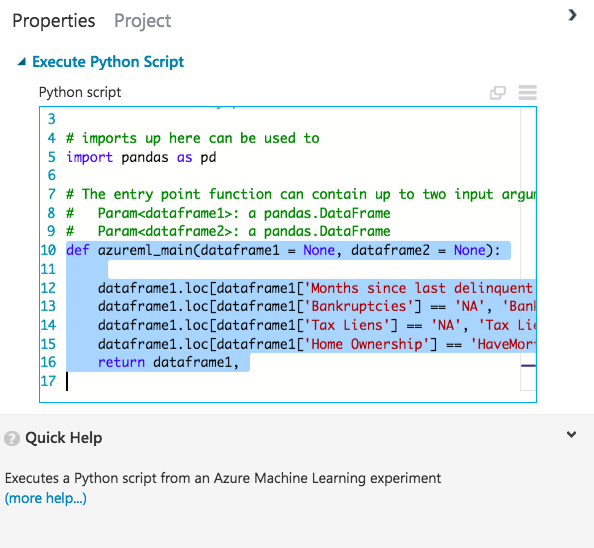 Properties Project
Execute Python Script
Python script
3
4 # imports up here can be used to
5 import pandas as pd
6
7 # The entry point function can contain up to two input
8 #   Param<dataframe1>: a pandas.DataFrame
9 #   Param<dataframe2>: a pandas.DataFrame
10 def azureml_main(dataframe1 = None, dataframe2 = None):
11
12     dataframe1.loc[dataframe1['Months since last delinquent
13     dataframe1.loc[dataframe1['Bankruptcies'] == 'NA',
14     dataframe1.loc[dataframe1['Tax Liens'] == 'NA', 'Tax
15     dataframe1.loc[dataframe1['Home Ownership'] ==
16     return dataframe1,
17
Quick Help
Executes a Python script from an Azure Machine Learning experiment
(more help...)